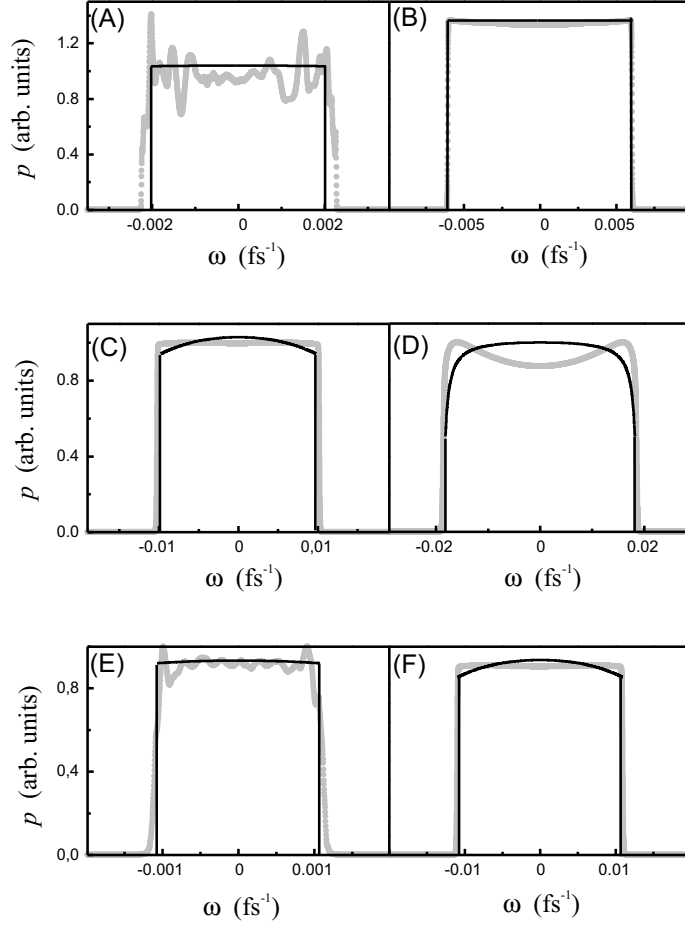 (A)
(B)
p (arb. units)
1.2
0.8
0.4
0.0
-0.002
0
0.002
-0.005
0
0.005
ω (fs-1)
ω (fs-1)
(C)
(D)
p (arb. units)
0.8
0.4
0.0
-0.01
0
0,01
-0.02
0
0.02
ω (fs-1)
ω (fs-1)
(E)
(F)
p (arb. units)
0,8
0,4
0,0
-0.001
0
0.001
-0.01
0
0.01
ω (fs-1)
ω (fs-1)